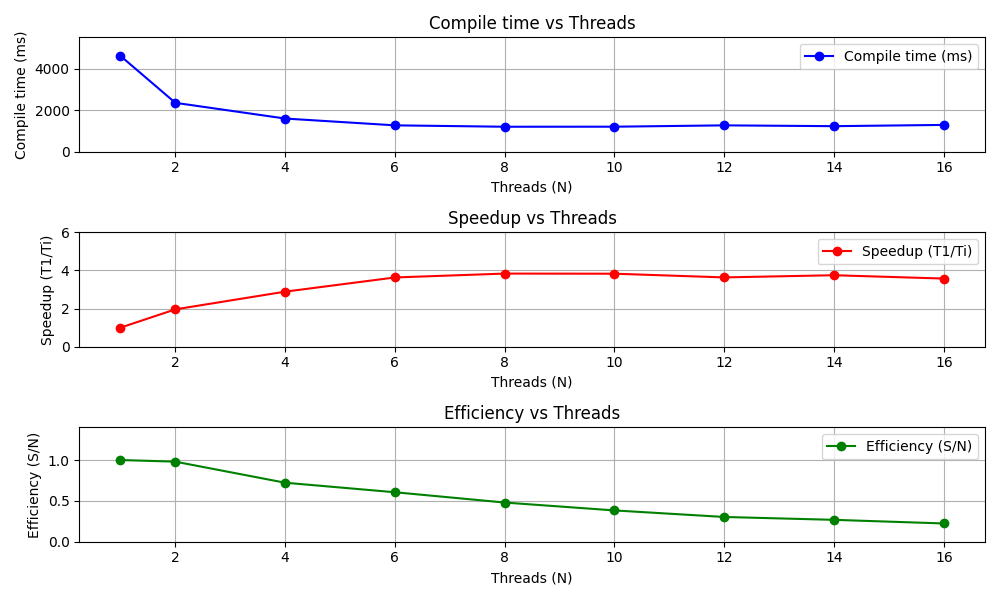 Compile time vs Threads
Compile time (ms)
4000
2000
0
Compile time (ms)
2 4 6 8 10 12 14 16
Threads (N)
Speedup vs Threads
Speedup (T1/Ti)
6
4
2
0
Speedup (T1/Ti)
2 4 6 8 10 12 14 16
Threads (N)
Efficiency vs Threads
Efficiency (S/N)
1.0
0.5
0.0
Efficiency (S/N)
2 4 6 8 10 12 14 16
Threads (N)